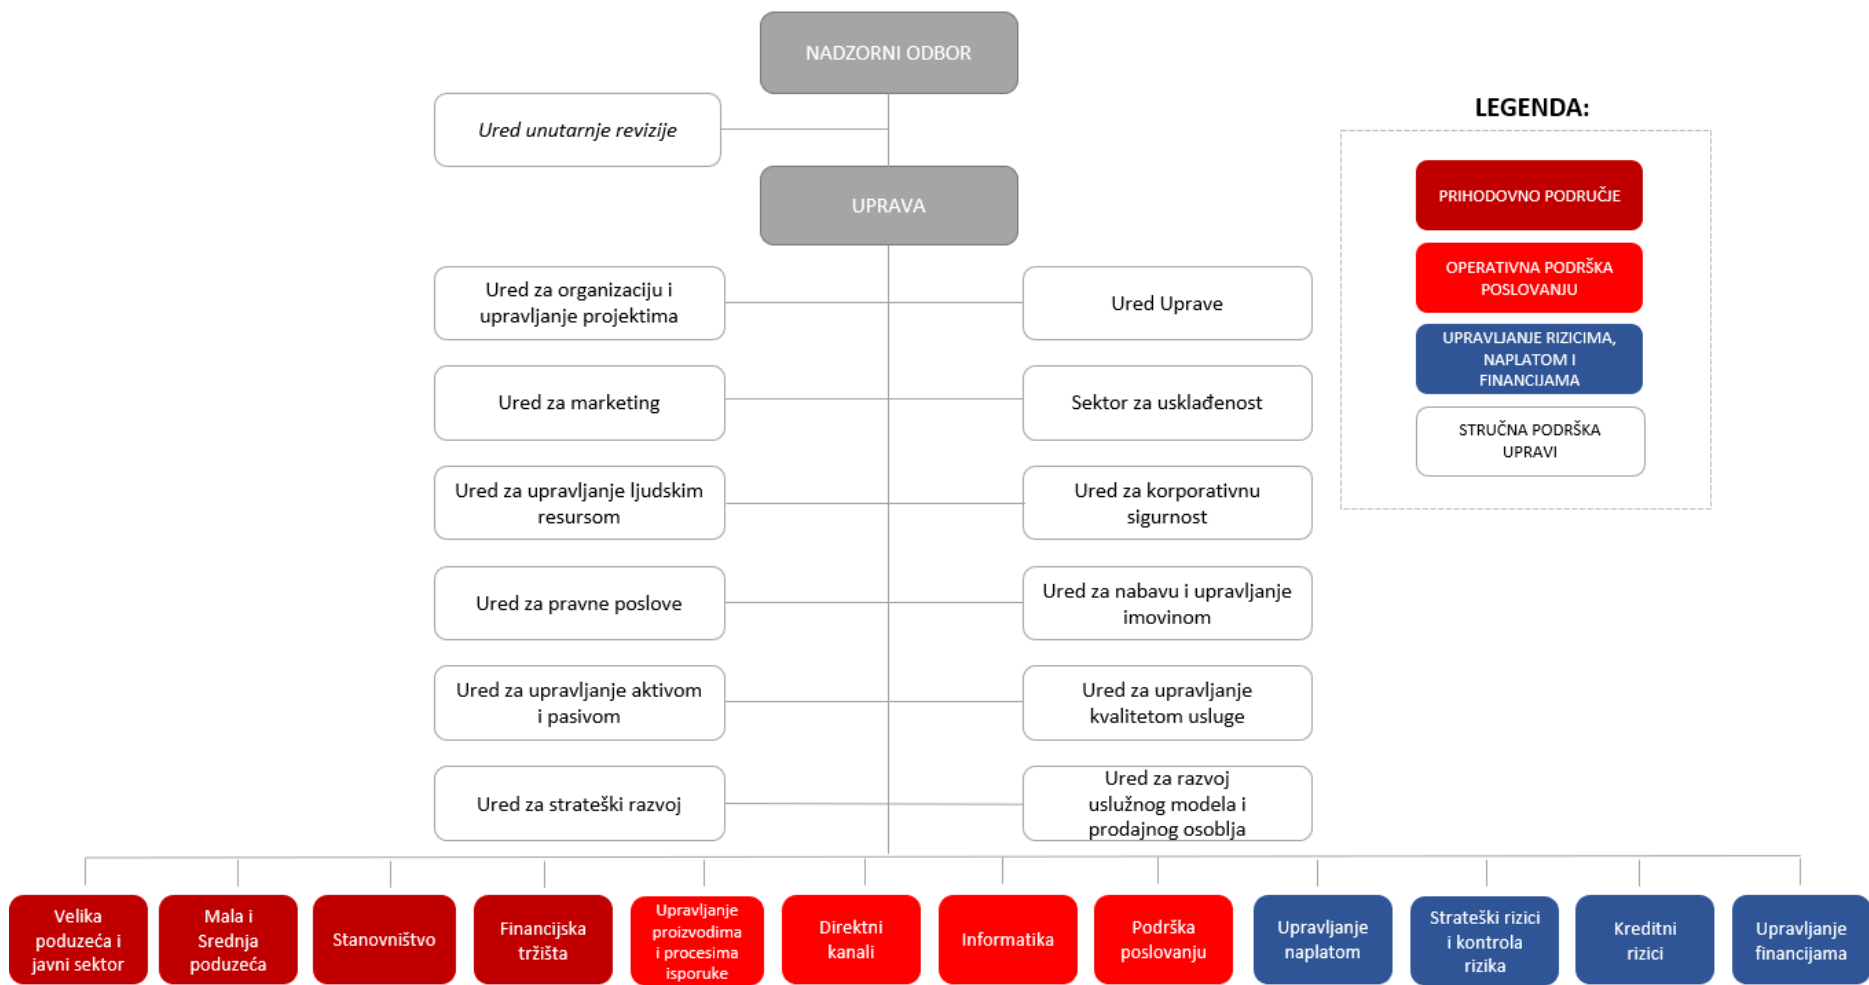 NADZORNI ODBOR
Ured unutarnje revizije
UPRAVA
Ured za organizaciju i
upravljanje projektima
Ured Uprave
Ured za marketing
Sektor za usklađenost
Ured za upravljanje ljudskim
resursom
Ured za korporativnu
sigurnost
Ured za pravne poslove
Ured za nabavu i upravljanje
imovinom
Ured za upravljanje aktivom
i pasivom
Ured za upravljanje
kvalitetom usluge
Ured za strateški razvoj
Ured za razvoj
uslužnog modela i
prodajnog osoblja
LEGENDA:
PRIHODOVNO PODRUČJE
OPERATIVNA PODRŠKA
POSLOVANJU
UPRAVLJANJE RIZICIMA,
NAPLATOM I
FINANCIJAMA
STRUČNA PODRŠKA
UPRAVI
Velika
poduzeća i
javni sektor
Mala i
Srednja
poduzeća
Stanovništvo
Financijska
tržišta
Upravljanje
proizvodima
i procesima
isporuke
Direktni
kanali
Informatika
Podrška
poslovanju
Upravljanje
naplatom
Strateški rizici
i kontrola
rizika
Kreditni
rizici
Upravljanje
financijama